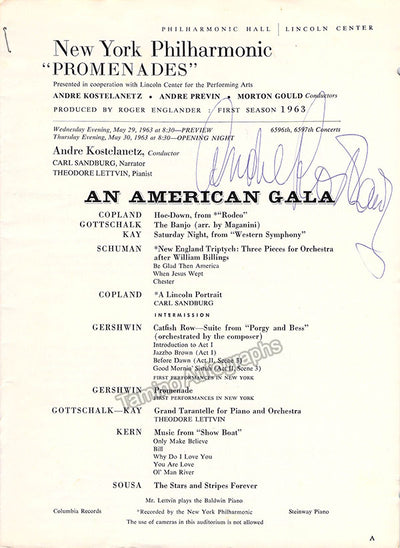 PHILHARMONIC HALL | LINCOLN CENTER
New York Philharmonic
"PROMENADES"
Presented in cooperation with Lincoln Center for the Performing Arts
ANDRE KOSTELANETZ • ANDRE PREVIN • MORTON GOULD Conductors
PRODUCED BY ROGER ENGLANDER : FIRST SEASON 1963
Wednesday Evening, May 29, 1963 at 8:30—PREVIEW 6596th, 6597th Concerts
Thursday Evening, May 30, 1963 at 8:30—OPENING NIGHT
Andre Kostelanetz, Conductor
CARL SANDBURG, Narrator
THEODORE LETTVIN, Pianist
AN AMERICAN GALA
COPLAND Hoe-Down, from *"Rodeo"
GOTTSCHALK The Banjo (arr. by Maganini)
KAY Saturday Night, from "Western Symphony"
SCHUMAN *New England Triptych: Three Pieces for Orchestra
after William Billings
Be Glad Then America
When Jesus Wept
Chester
COPLAND *A Lincoln Portrait
CARL SANDBURG
INTERMISSION
GERSHWIN Catfish Row—Suite from "Porgy and Bess"
(orchestrated by the composer)
Introduction to Act I
Jazzbo Brown (Act I)
Before Dawn (Act II, Scene 3)
Good Mornin' Sistuh (Act II, Scene 3)
FIRST PERFORMANCES IN NEW YORK
GERSHWIN Promenade
FIRST PERFORMANCES IN NEW YORK
Tamino Autographs
GOTTSCHALK—KAY Grand Tarantelle for Piano and Orchestra
THEODORE LETTVIN
KERN Music from "Show Boat"
Only Make Believe
Bill
Why Do I Love You
You Are Love
Ol' Man River
SOUSA The Stars and Stripes Forever
Mr. Lettvin plays the Baldwin Piano
Columbia Records *Recorded by the New York Philharmonic Steinway Piano
The use of cameras in this auditorium is not allowed
A